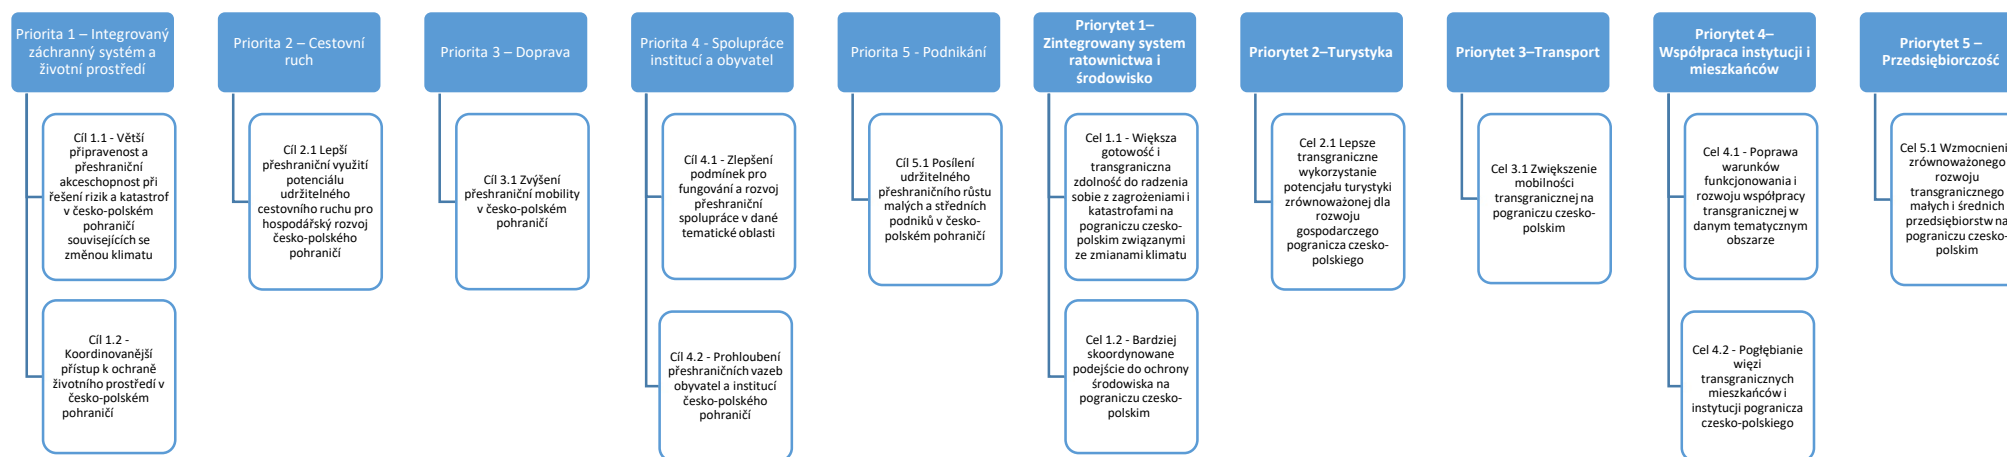 Priorita 1 – Integrovaný
záchranný systém a
životní prostředí
Cíl 1.1 - Větší
připravenost a
přeshraniční
akceschopnost při
řešení rizik a katastrof
v česko-polském
pohraničí
souvisejících se
změnou klimatu
Cíl 1.2 -
Koordinovanější
přístup k ochraně
životního prostředí v
česko-polském
pohraničí
Priorita 2 – Cestovní
ruch
Cíl 2.1 Lepší
přeshraniční využití
potenciálu
udržitelného
cestovního ruchu pro
hospodářský rozvoj
česko-polského
pohraničí
Priorita 3 – Doprava
Cíl 3.1 Zvýšení
přeshraniční mobility
v česko-polském
pohraničí
Priorita 4 - Spolupráce
institucí a obyvatel
Cíl 4.1 - Zlepšení
podmínek pro
fungování a rozvoj
přeshraniční
spolupráce v dané
tematické oblasti
Cíl 4.2 - Prohloubení
přeshraničních vazeb
obyvatel a institucí
česko-polského
pohraničí
Priorita 5 - Podnikání
Cíl 5.1 Posílení
udržitelného
přeshraničního růstu
malých a středních
podniků v česko-
polském pohraničí
Priorytet 1–
Zintegrowany system
ratownictwa i
środowisko
Cel 1.1 - Większa
gotowość i
transgraniczna
zdolność do radzenia
sobie z zagrożeniami i
katastrofami na
pograniczu czesko-
polskim związanymi
ze zmianami klimatu
Cel 1.2 - Bardziej
skoordynowane
podejście do ochrony
środowiska na
pograniczu czesko-
polskim
Priorytet 2–Turystyka
Cel 2.1 Lepsze
transgraniczne
wykorzystanie
potencjału turystyki
zrównoważonej dla
rozwoju
gospodarczego
pogranicza czesko-
polskiego
Priorytet 3–Transport
Cel 3.1 Zwiększenie
mobilności
transgranicznej na
pograniczu czesko-
polskim
Priorytet 4–
Współpraca instytucji i
mieszkańców
Cel 4.1 - Poprawa
warunków
funkcjonowania i
rozwoju współpracy
transgranicznej w
danym tematycznym
obszarze
Cel 4.2 - Pogłębianie
więzi
transgranicznych
mieszkańców i
instytucji pogranicza
czesko-polskiego
Priorytet 5 –
Przedsiębiorczość
Cel 5.1 Wzmocnieni
zrównoważonego
rozwoju
transgranicznego
małych i średnich
przedsiębiorstw na
pograniczu czesko-
polskim